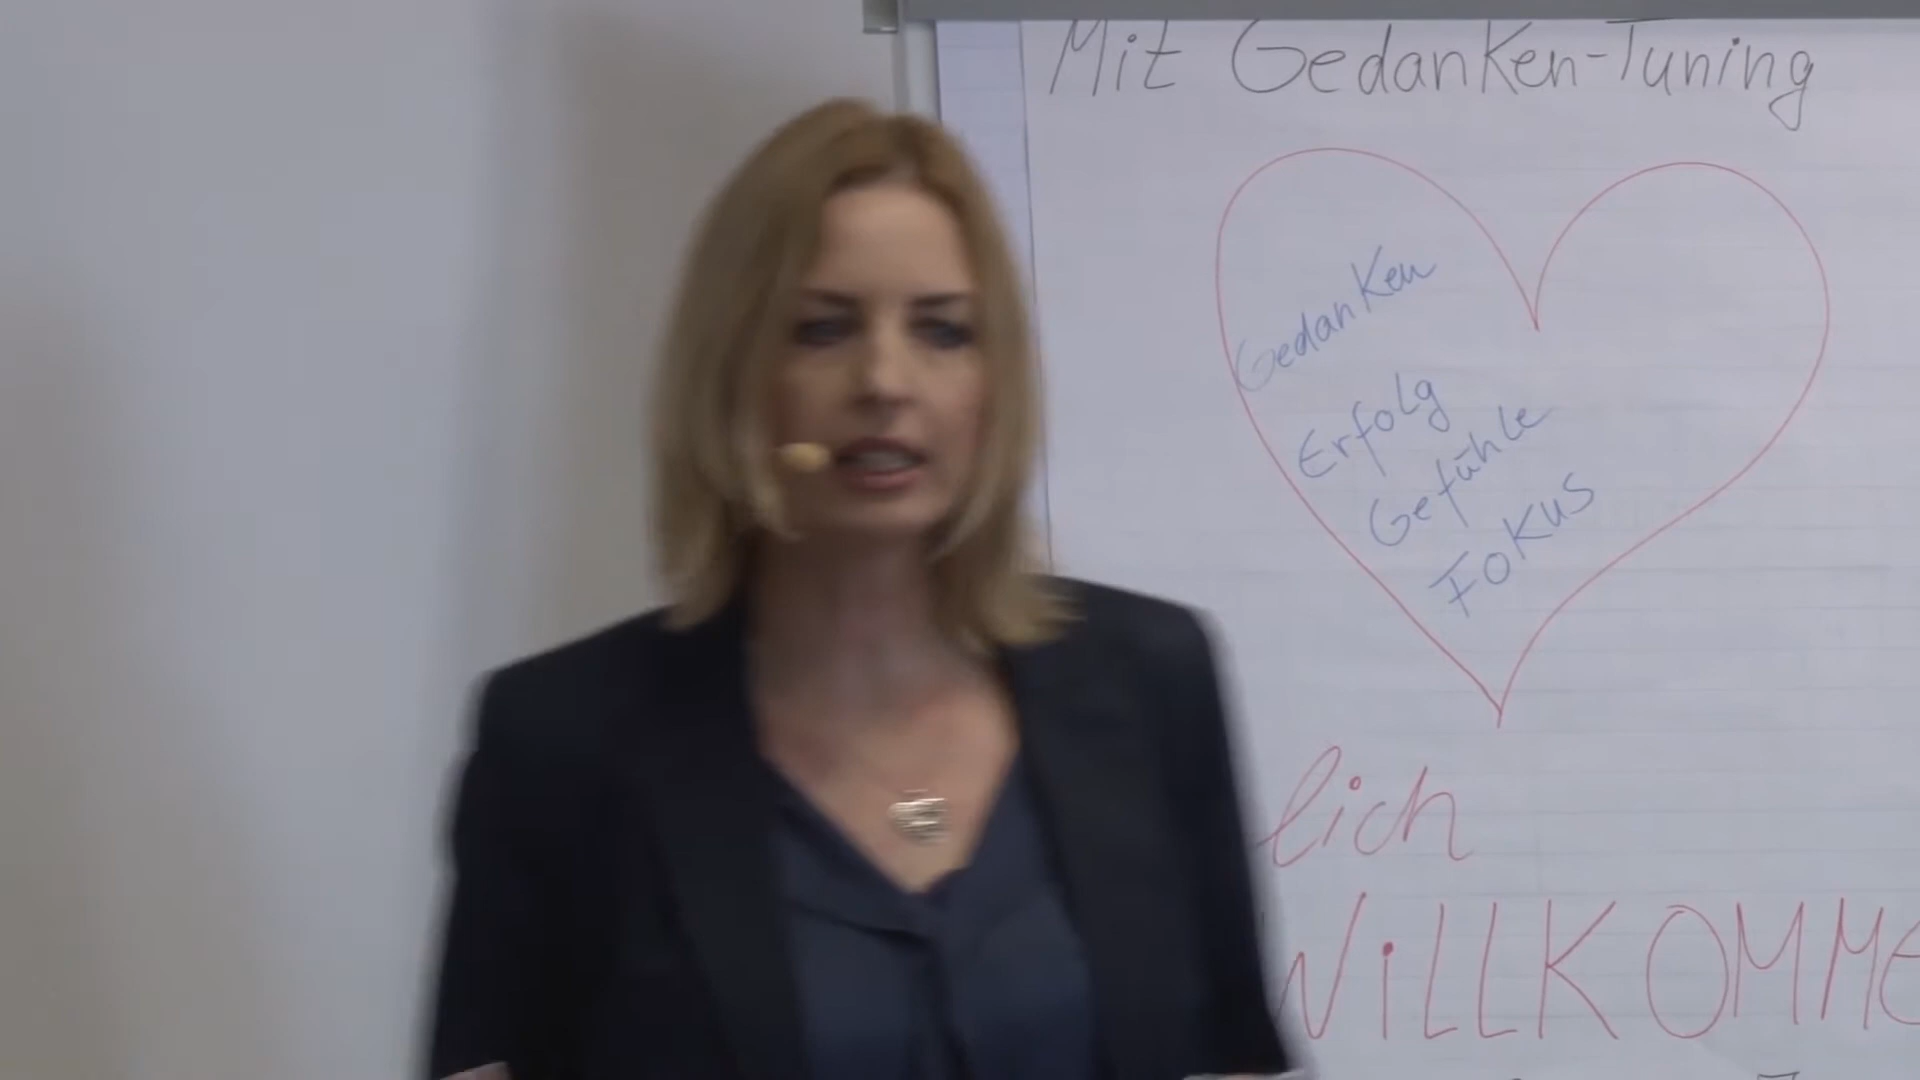 Mit Gedanken-Tuning
Gedanken
Erfolg
Gefühle
Fokus
lich
WiLLKOMME